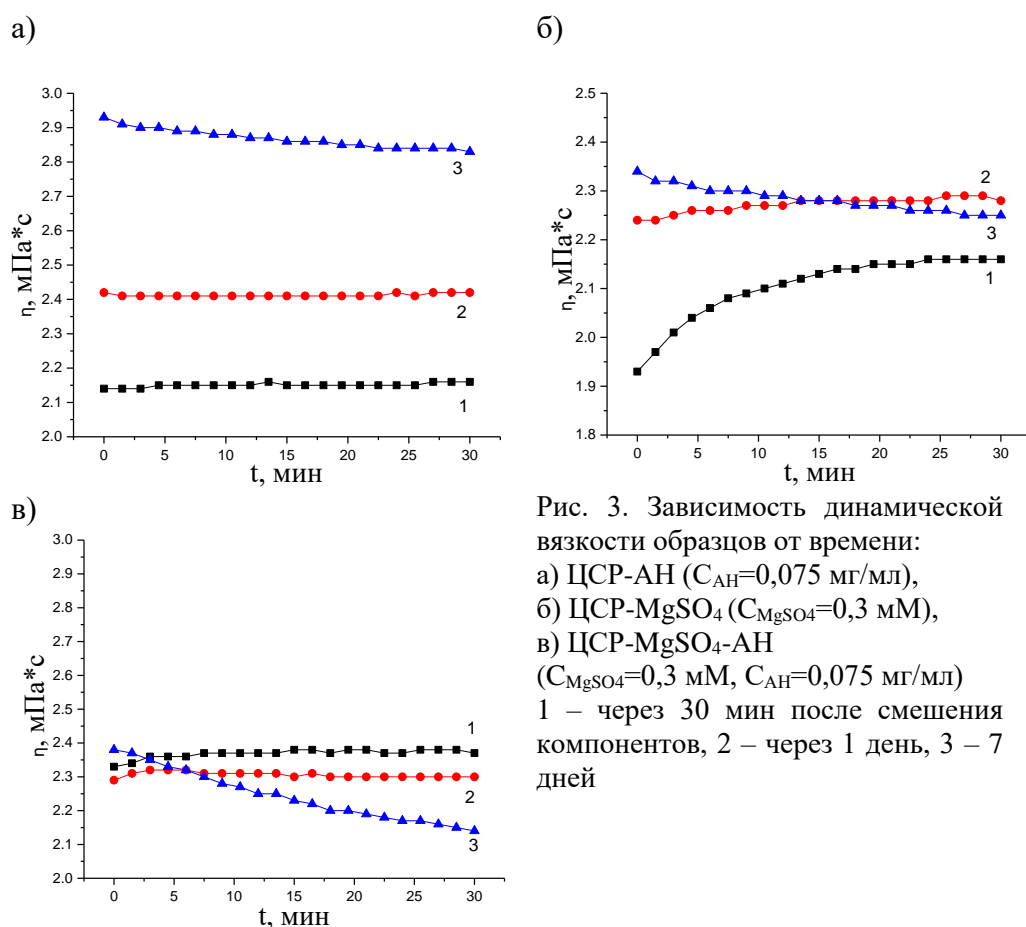 а)
3.0
2.9
2.8
2.7
2.6
2.5
2.4
2.3
2.2
2.1
2.0
η, мПа*с
3
2
1
0 5 10 15 20 25 30
t, мин
б)
2.5
2.4
2.3
2.2
2.1
2.0
1.9
1.8
η, мПа*с
2
3
1
0 5 10 15 20 25 30
t, мин
в)
3.0
2.9
2.8
2.7
2.6
2.5
2.4
2.3
2.2
2.1
2.0
η, мПа*с
1
2
3
0 5 10 15 20 25 30
t, мин
Рис. 3. Зависимость динамической
вязкости образцов от времени:
а) ЦСР-АН (CАН=0,075 мг/мл),
б) ЦСР-MgSO4 (CMgSO4=0,3 мМ),
в) ЦСР-MgSO4-АН
(CMgSO4=0,3 мМ, CАН=0,075 мг/мл)
1 – через 30 мин после смешения
компонентов, 2 – через 1 день, 3 – 7
дней